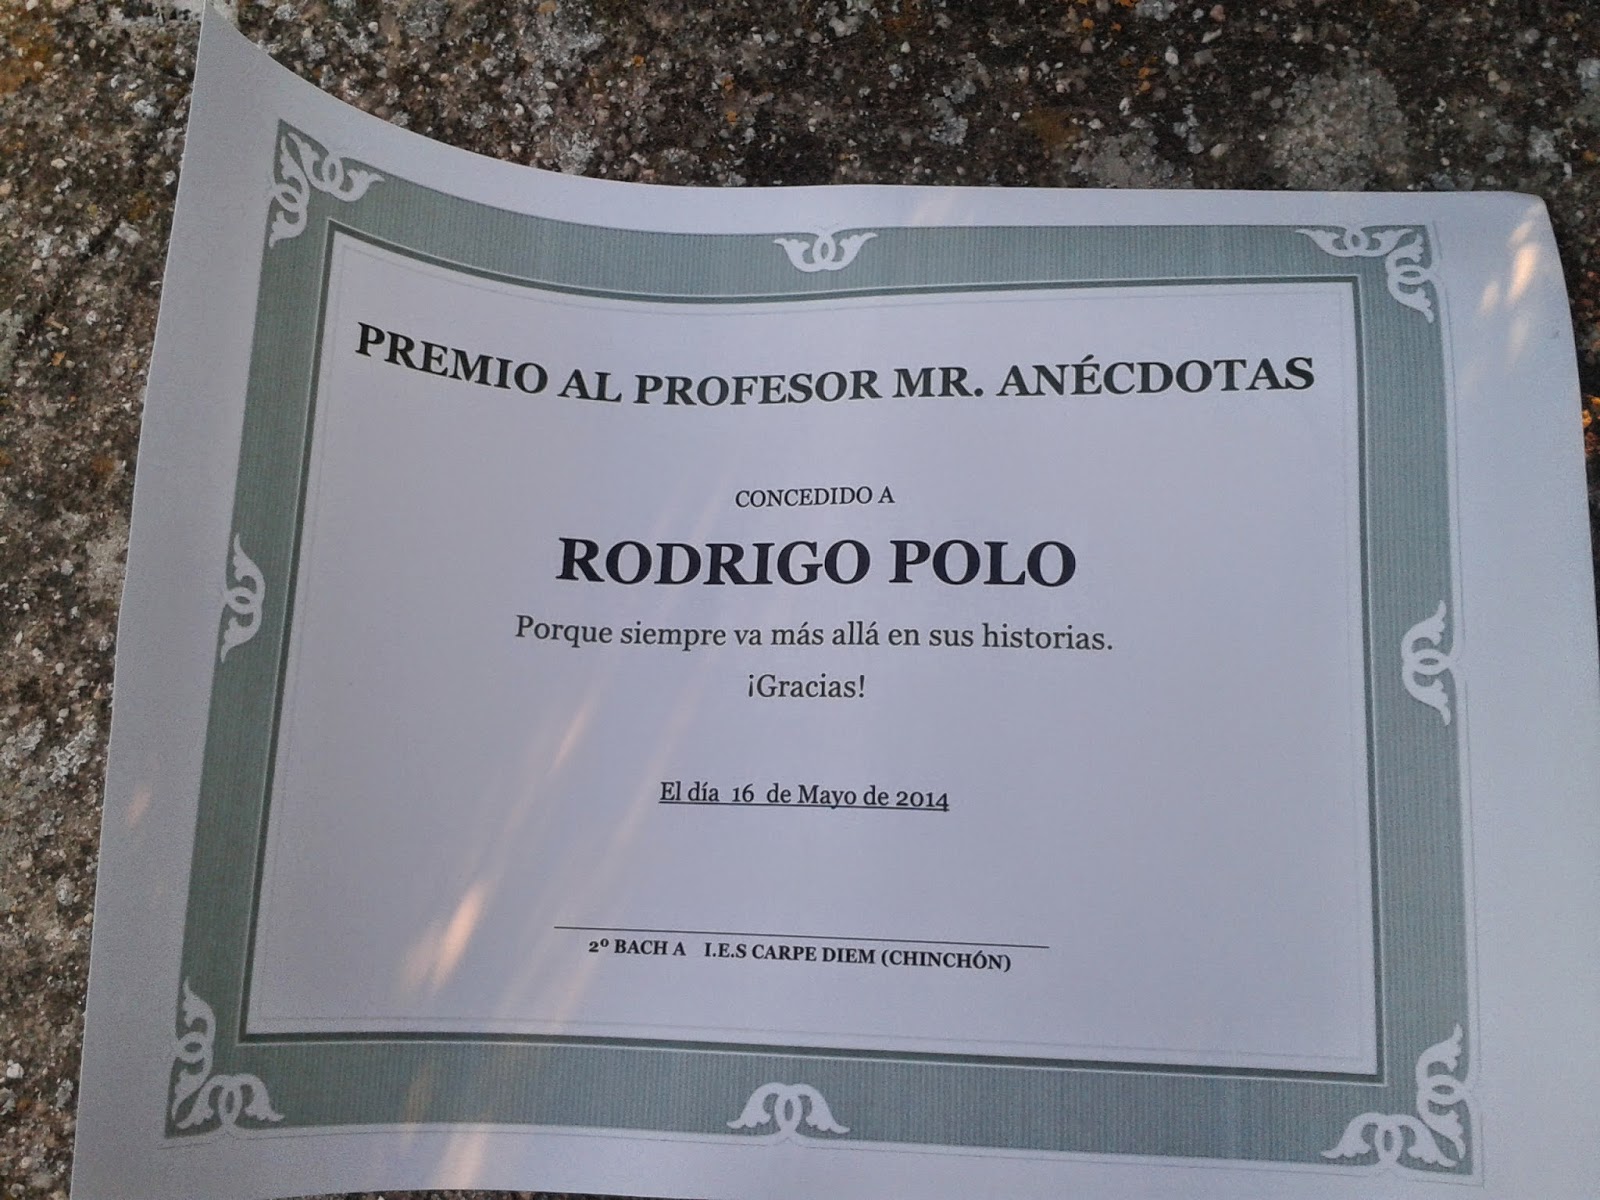 PREMIO AL PROFESOR MR. ANÉCDOTAS
CONCEDIDO A
RODRIGO POLO
Porque siempre va más allá en sus historias.
¡Gracias!
El día 16 de Mayo de 2014
2º BACH A I.E.S CARPE DIEM (CHINCHÓN)